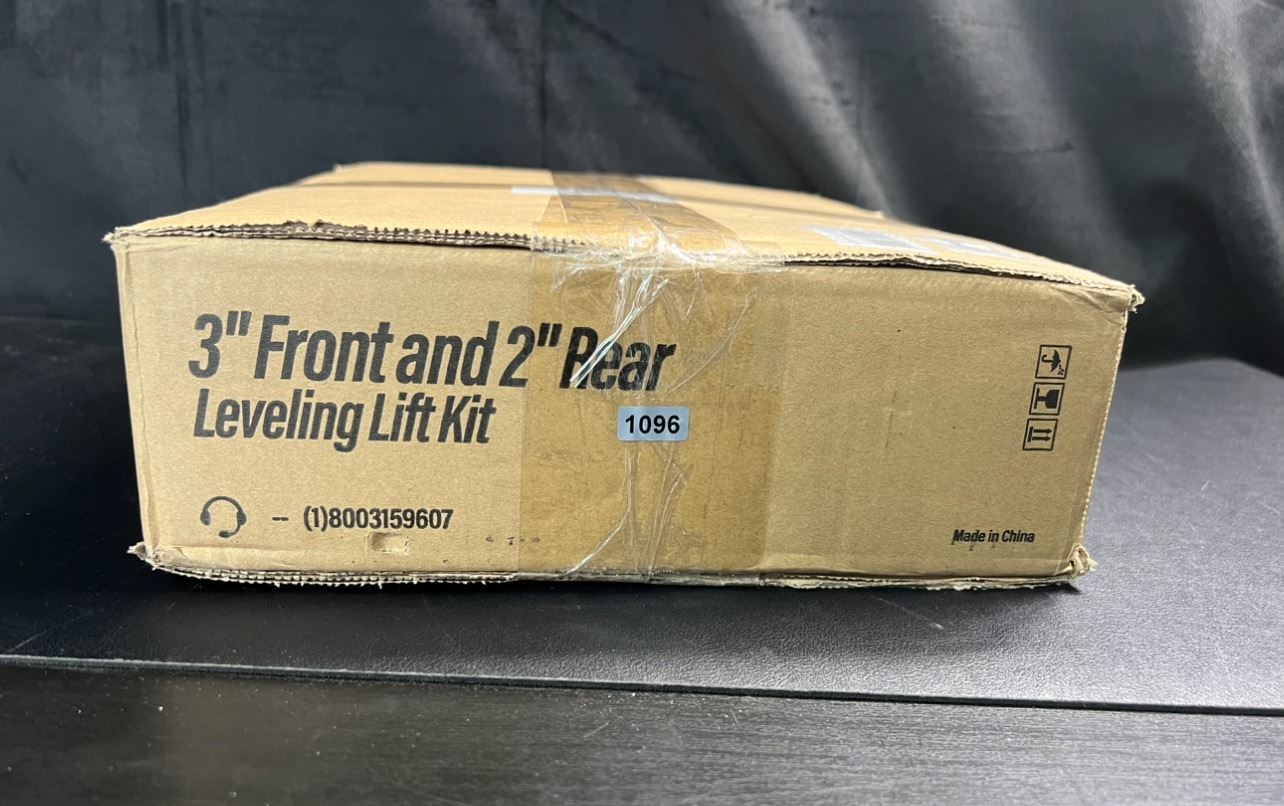 3" Front and 2" Rear
Leveling Lift Kit
1096
-- (1)8003159607
Made in China